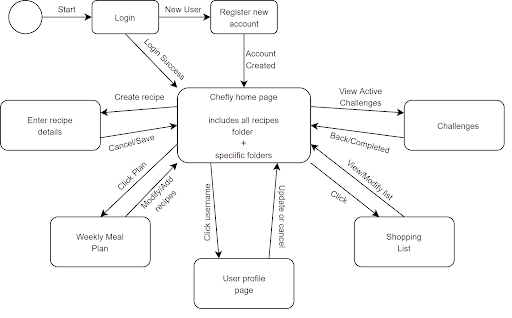 Start
Login
New User
Register new
account
Login Success
Account
Created
Create recipe
Chefly home page
includes all recipes
folder
+
speciific folders
View Active
Challenges
Enter recipe
details
Cancel/Save
Challenges
Back/Completed
Click Plan
Modify/Add
recipes
Click username
Update or cancel
View/Modify list
Click
Weekly Meal
Plan
User profile
page
Shopping
List